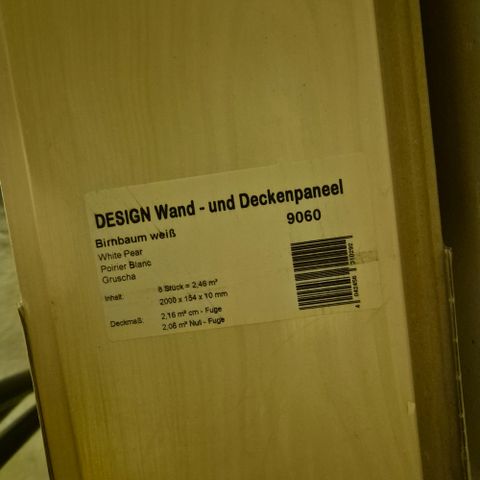 DESIGN Wand - und Deckenpaneel
9060
Birnbaum weiß
White Pear
Poirier Blanc
Gruscha
Inhalt: 8 Stück = 2,46 m²
2000 x 154 x 10 mm
Deckmaß: 2,16 m² cm - Fuge
2,08 m² Nut - Fuge